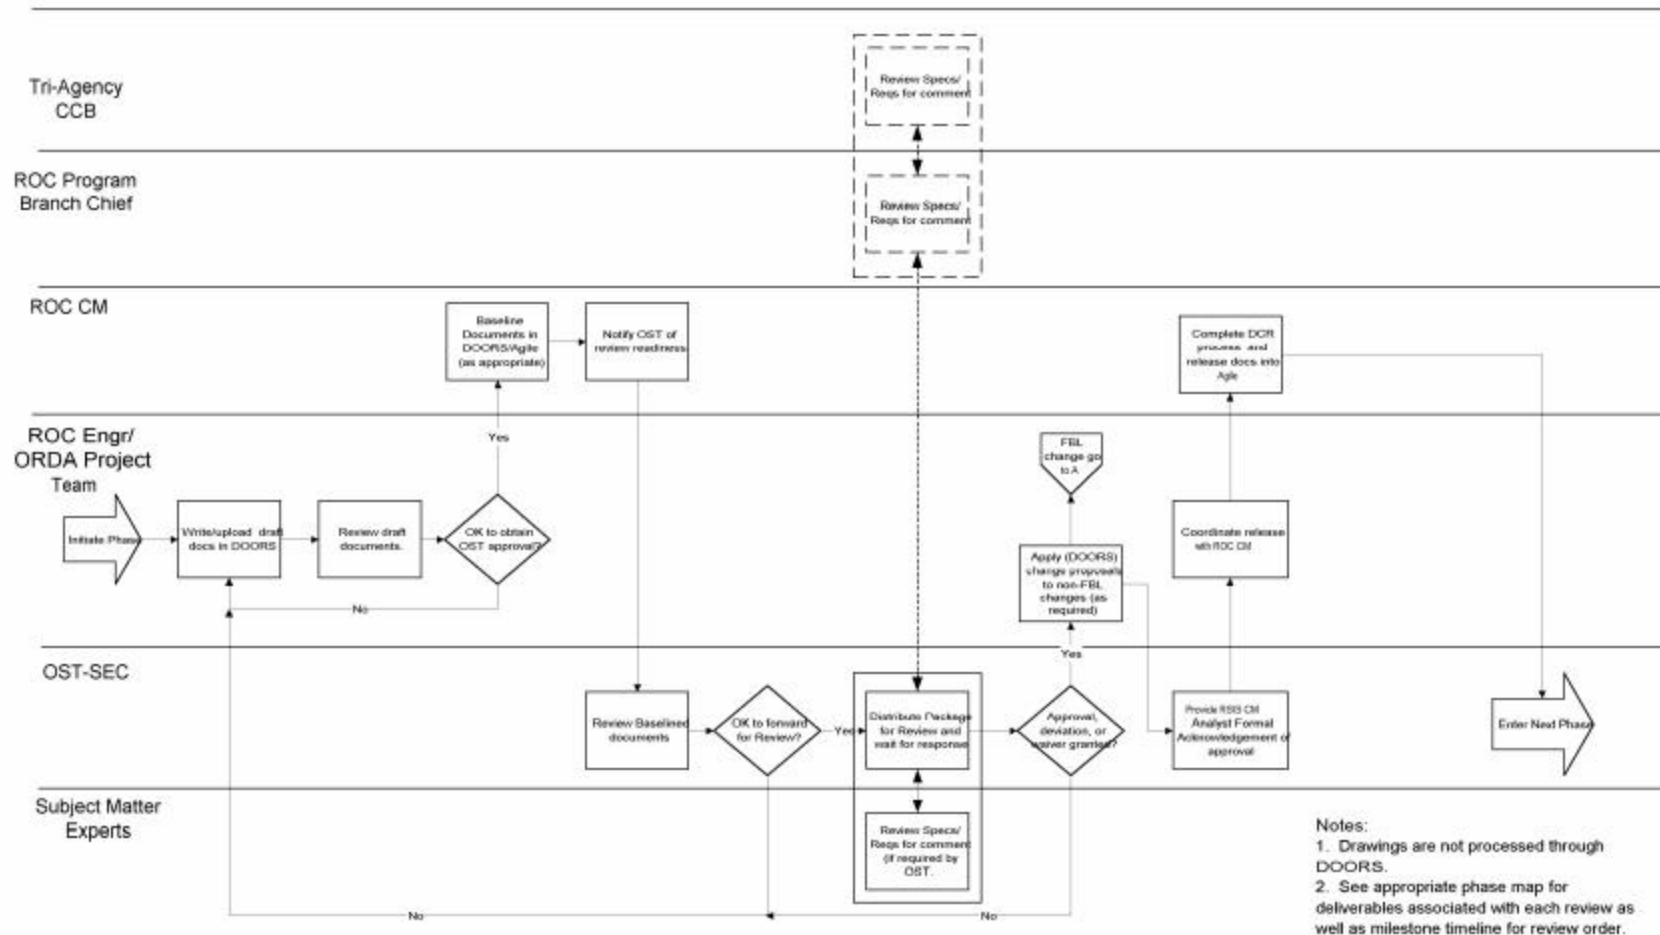 Tri-Agency
CCB
Review Specs/
Reqs for comment
ROC Program
Branch Chief
Review Specs/
Reqs for comment
ROC CM
Baseline
Documents in
DOORS/Agile
(as appropriate)
Notify OST of
review readiness
Complete DCR
process and
release docs into
Agile
ROC Engr/
ORDA Project
Team
Yes
FBL
change go
to A
Initiate Phase
Write/upload draft
docs in DOORS
Review draft
documents.
OK to obtain
OST approval?
Apply (DOORS)
change proposals
to non-FBL
changes (as
required)
Coordinate release
with ROC CM
No
Yes
OST-SEC
Review Baselined
documents
OK to forward
for Review?
Yes
Distribute Package
for Review and
wait for response
Approval,
deviation, or
waiver granted?
Provide RSIS CM
Analyst Formal
Acknowledgement of
approval
Enter Next Phase
Subject Matter
Experts
Review Specs/
Reqs for comment
(if required by
OST.
No
No
Notes:
1. Drawings are not processed through
DOORS.
2. See appropriate phase map for
deliverables associated with each review as
well as milestone timeline for review order.